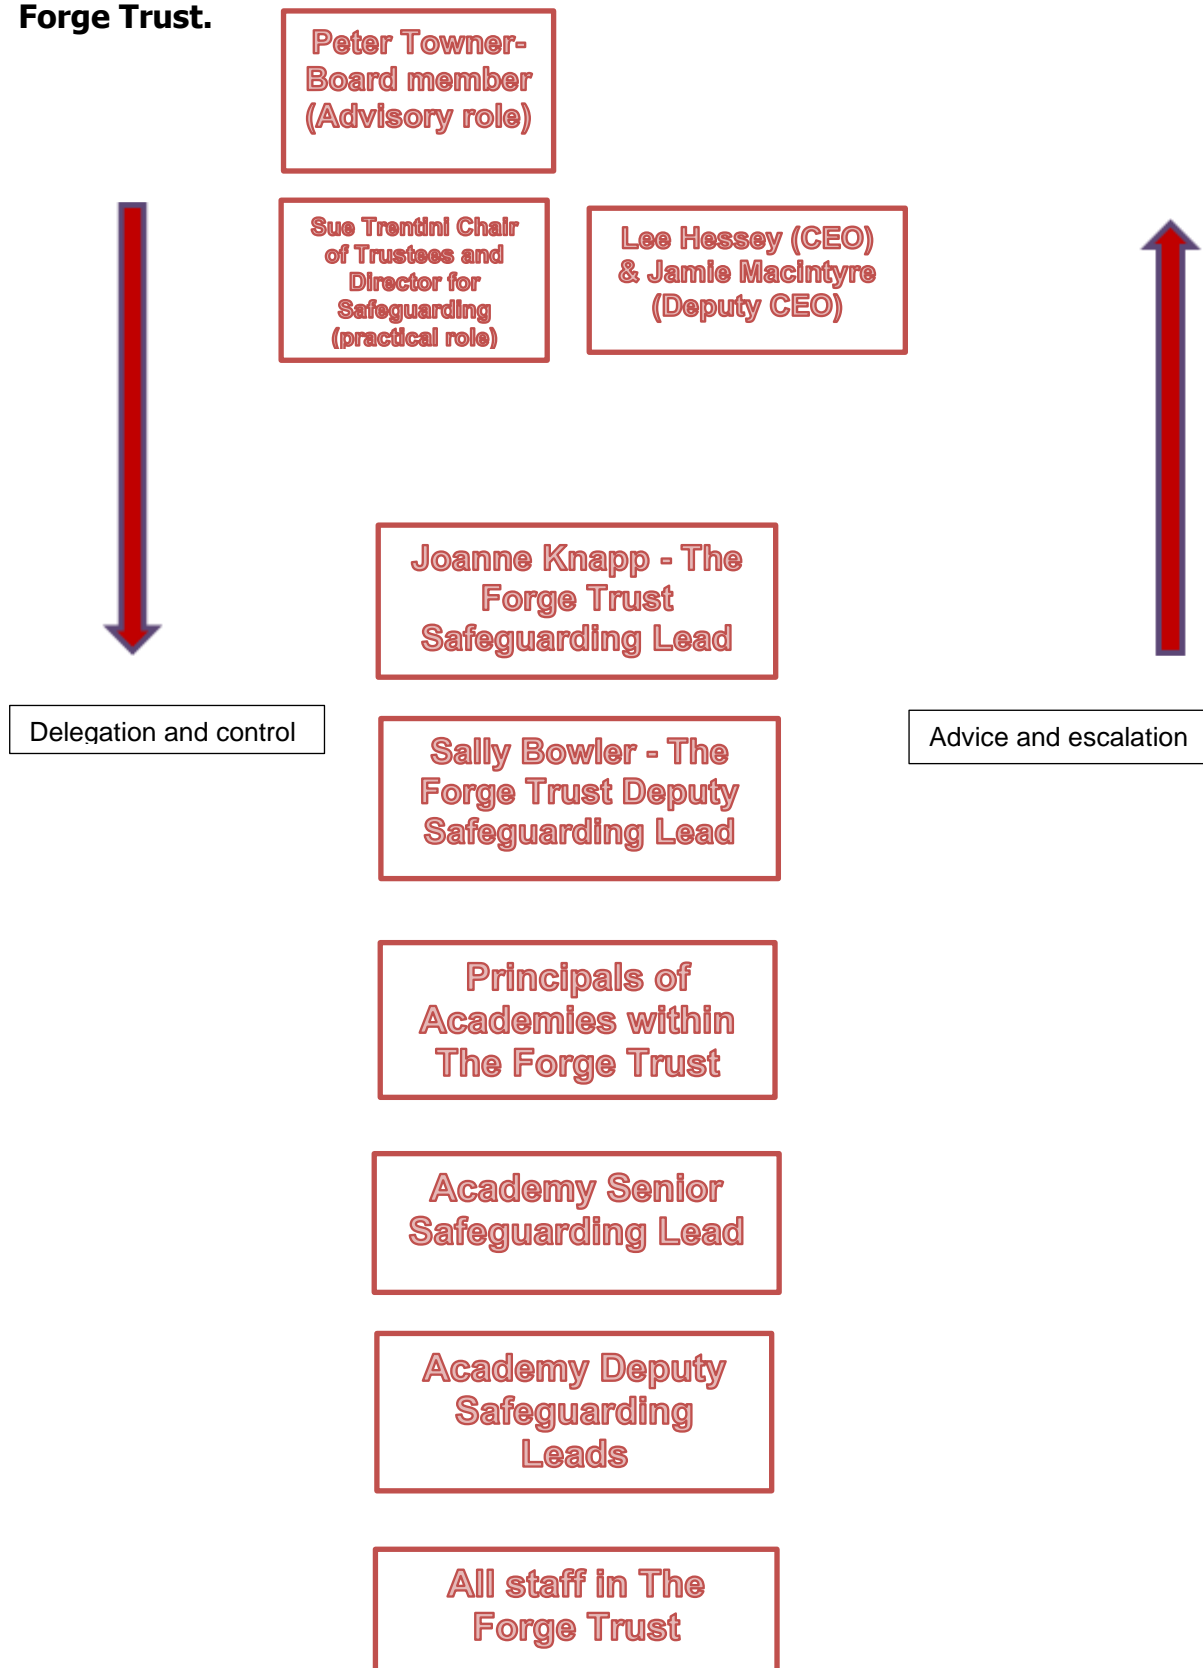 Forge Trust.
Peter Towner-
Board member
(Advisory role)
Sue Trentini Chair
of Trustees and
Director for
Safeguarding
(practical role)
Lee Hessey (CEO)
& Jamie Macintyre
(Deputy CEO)
Joanne Knapp - The
Forge Trust
Safeguarding Lead
Delegation and control
Sally Bowler - The
Forge Trust Deputy
Safeguarding Lead
Advice and escalation
Principals of
Academies within
The Forge Trust
Academy Senior
Safeguarding Lead
Academy Deputy
Safeguarding
Leads
All staff in The
Forge Trust